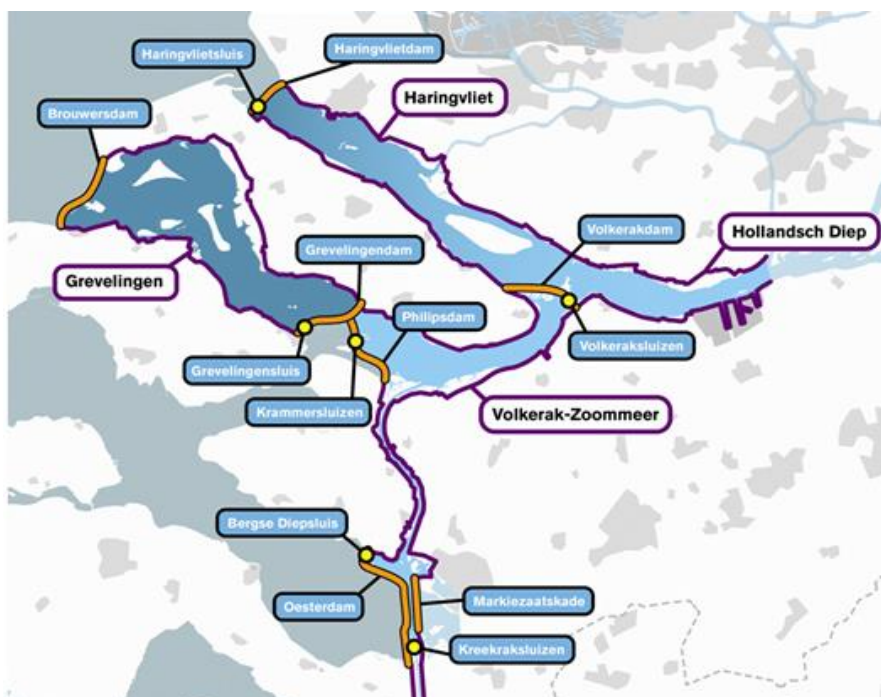 Haringvlietsluis
Haringvlietdam
Haringvliet
Brouwersdam
Volkerakdam
Hollandsch Diep
Grevelingendam
Grevelingen
Philipsdam
Volkeraksluizen
Grevelingensluis
Krammersluizen
Volkerak-Zoommeer
Bergse Diepsluis
Oesterdam
Markiezaatskade
Kreekraksluizen